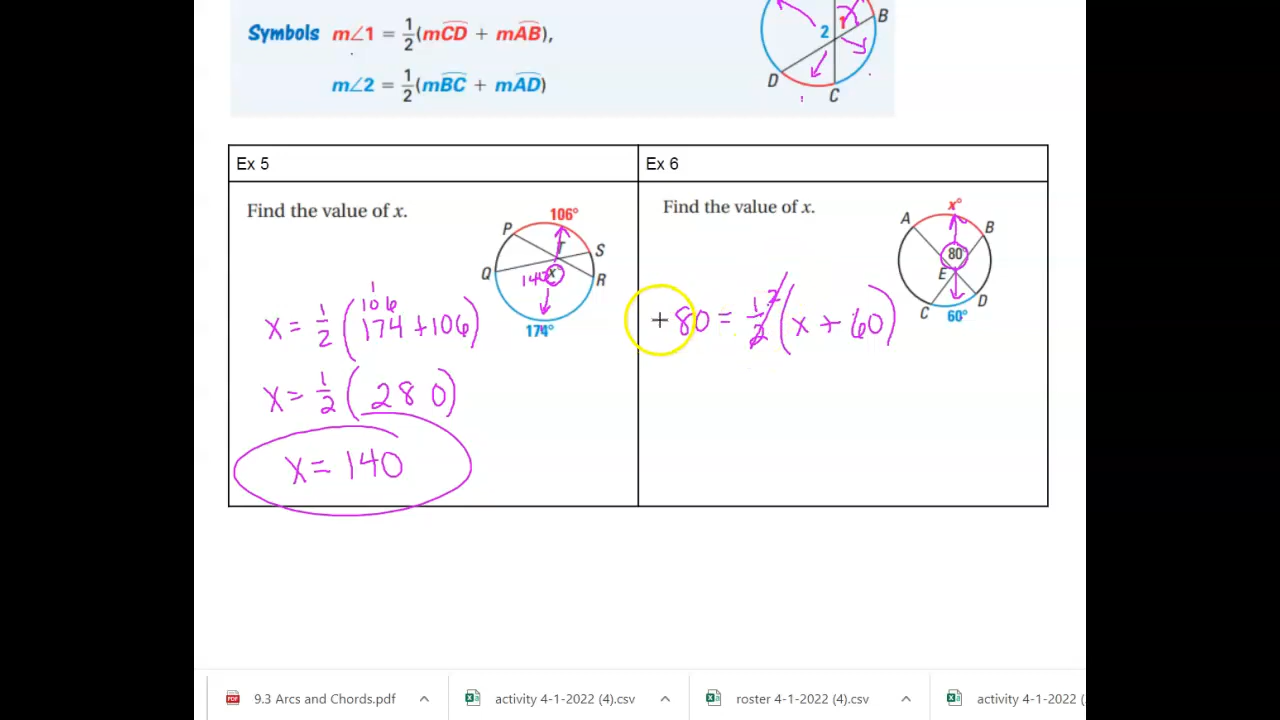 Symbols m∠1 = 1/2(mCD + mAB),
m∠2 = 1/2(mBC + mAD)
2 1 B
D
C
Ex 5
Ex 6
Find the value of x.
106°
P
T
S
Q
140 x°
R
174°
1
106
x = 1/2 (174 + 106)
x = 1/2 (280)
x = 140
Find the value of x.
x°
A
B
80°
E
C
D
60°
80 = 1/2 2 (x + 60)
9.3 Arcs and Chords.pdf
activity 4-1-2022 (4).csv
roster 4-1-2022 (4).csv
activity 4-1-2022 (